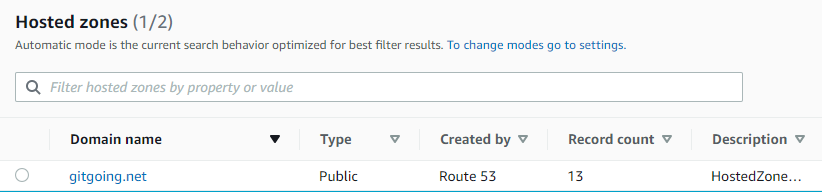 Hosted zones (1/2)
Automatic mode is the current search behavior optimized for best filter results. To change modes go to settings.
Filter hosted zones by property or value
Domain name Type Created by Record count Description
gitgoing.net Public Route 53 13 HostedZone...